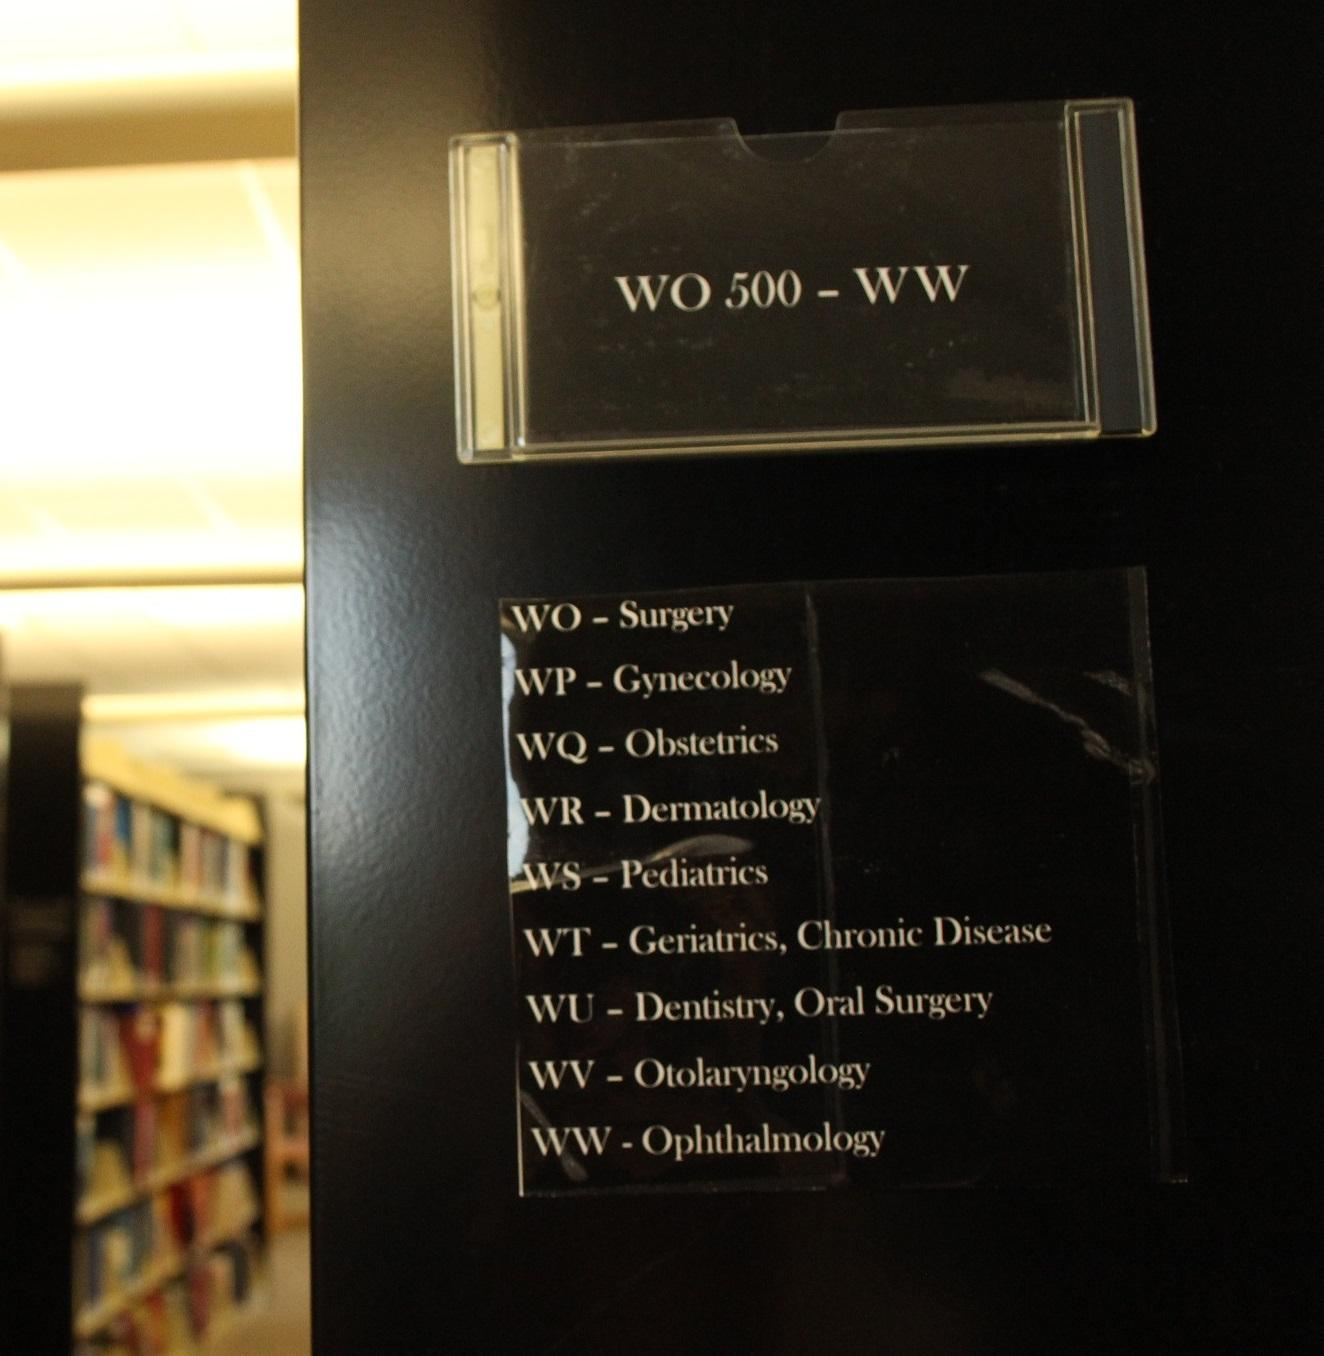 WO 500 – WW
WO – Surgery
WP – Gynecology
WQ – Obstetrics
WR – Dermatology
WS – Pediatrics
WT – Geriatrics, Chronic Disease
WU – Dentistry, Oral Surgery
WV – Otolaryngology
WW - Ophthalmology